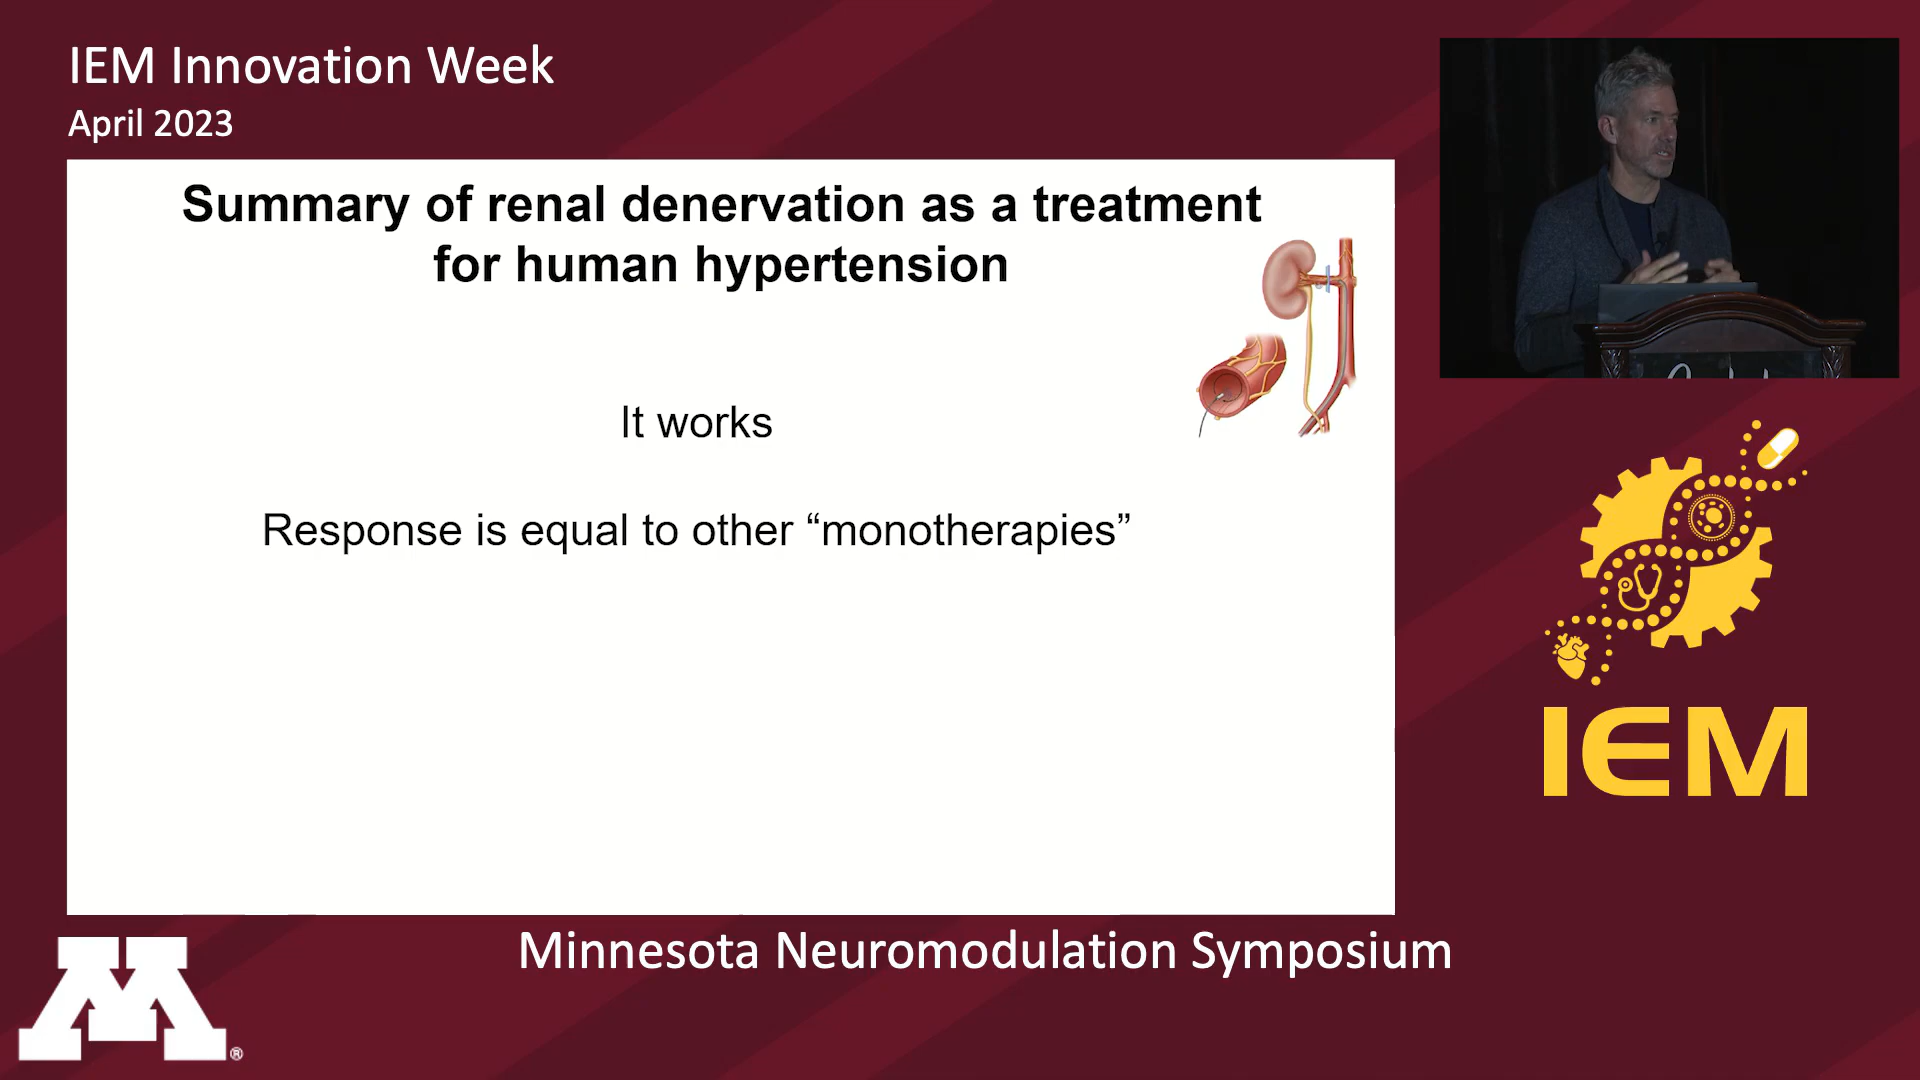 IEM Innovation Week
April 2023
Summary of renal denervation as a treatment
for human hypertension
It works
Response is equal to other “monotherapies”
IEM
Minnesota Neuromodulation Symposium
M®